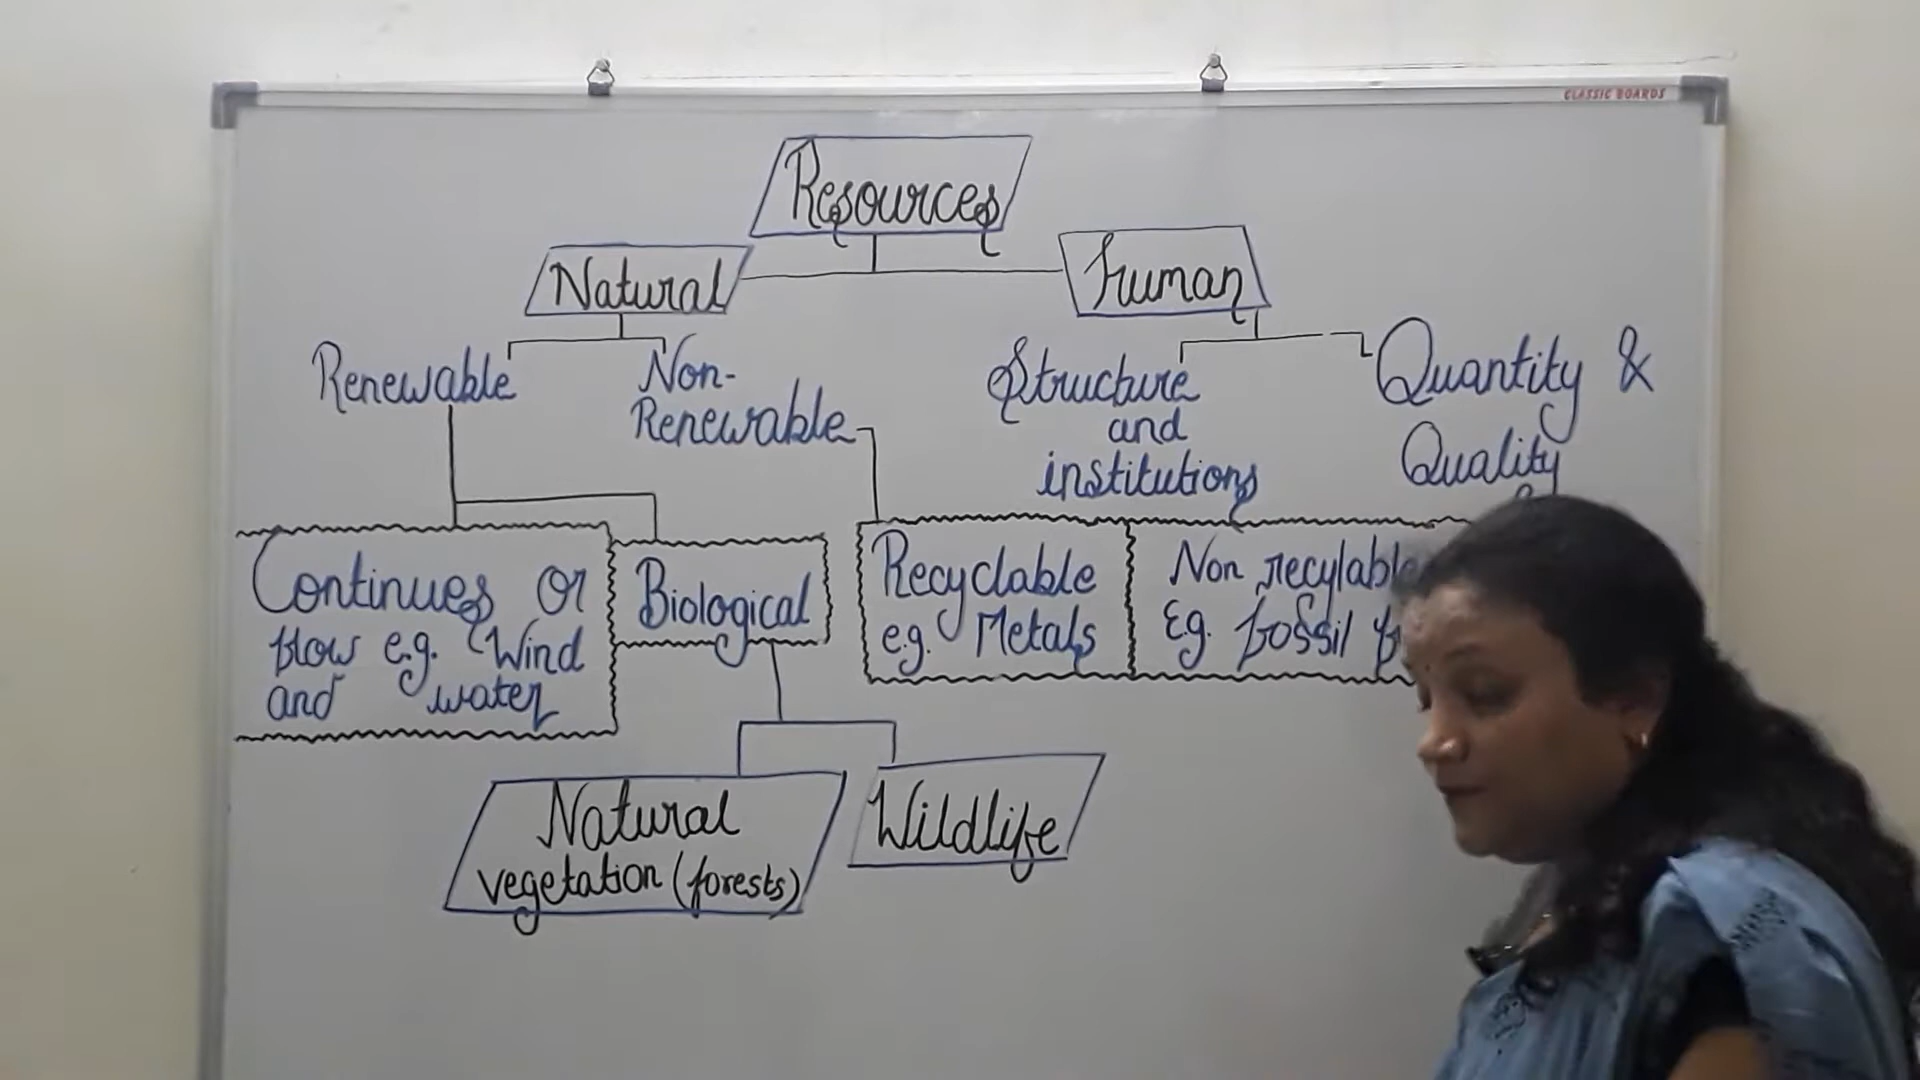 CLASSIC BOARDS
Resources
Natural
Human
Renewable
Non-
Renewable
Structure
and
institutions
Quantity &
Quality
Continues or
flow e.g. Wind
and water
Biological
Recyclable
e.g. Metals
Non recylable
Eg. fossil
Natural
vegetation (forests)
Wildlife